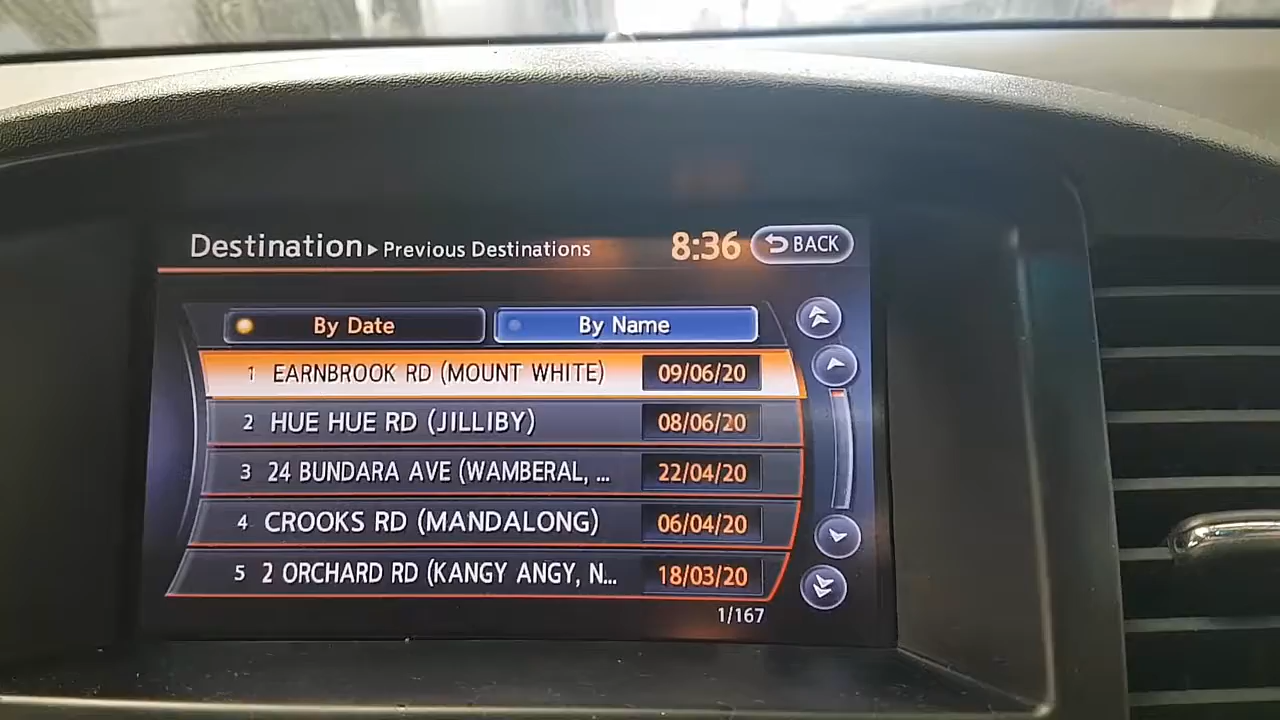 Destination ▸ Previous Destinations 8:36 BACK
By Date By Name
1 EARNBROOK RD (MOUNT WHITE) 09/06/20
2 HUE HUE RD (JILLIBY) 08/06/20
3 24 BUNDARA AVE (WAMBERAL, ... 22/04/20
4 CROOKS RD (MANDALONG) 06/04/20
5 2 ORCHARD RD (KANGY ANGY, N... 18/03/20
1/167